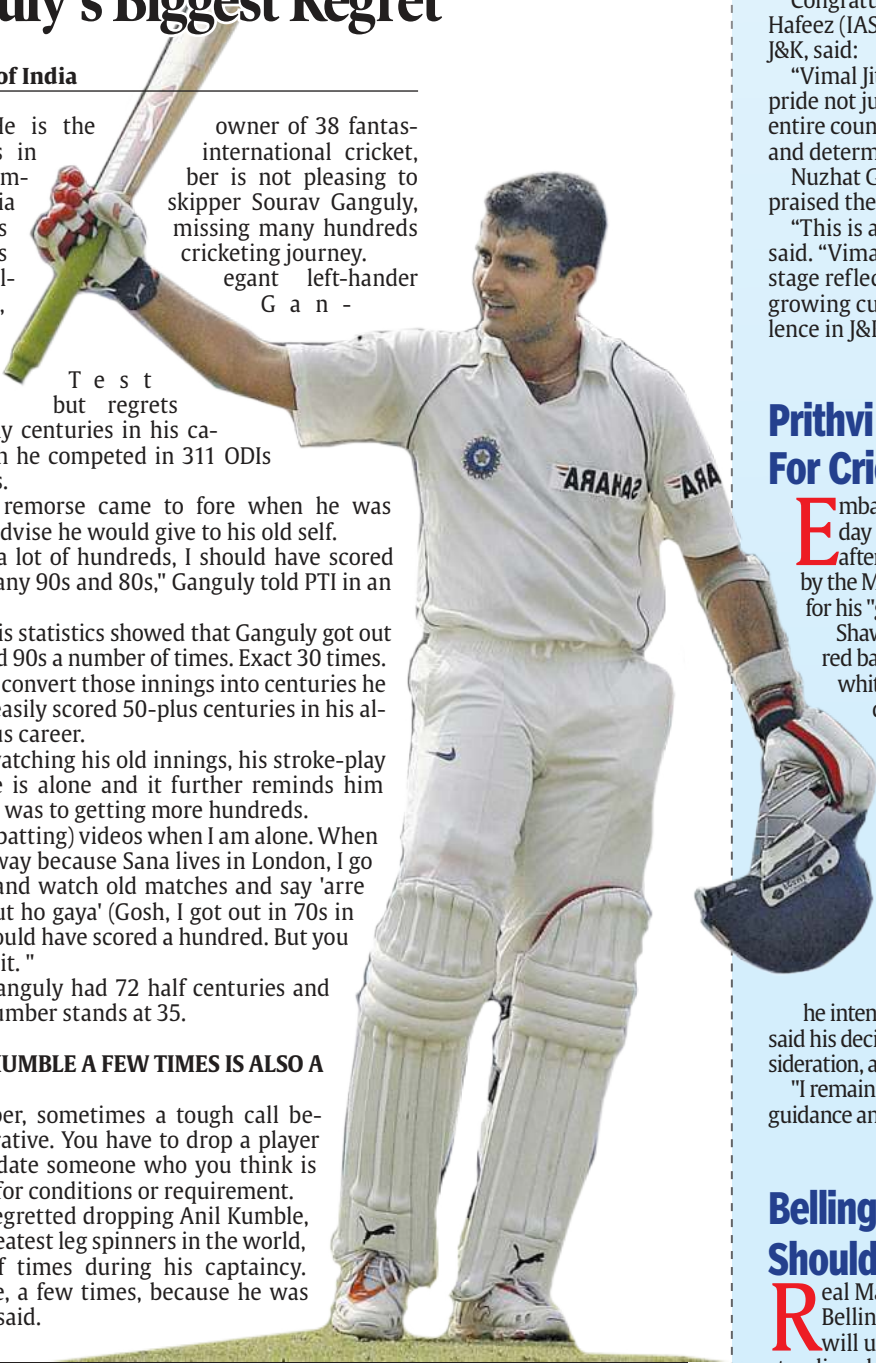 uly's Biggest Regret
of India
He is the
s in
m-
ia
s
s
l-
,
owner of 38 fantas-
international cricket,
ber is not pleasing to
skipper Sourav Ganguly,
missing many hundreds
cricketing journey.
egant left-hander
G a n -
T e s t
but regrets
y centuries in his ca-
n he competed in 311 ODIs
s.
remorse came to fore when he was
dvise he would give to his old self.
a lot of hundreds, I should have scored
any 90s and 80s," Ganguly told PTI in an
is statistics showed that Ganguly got out
d 90s a number of times. Exact 30 times.
convert those innings into centuries he
easily scored 50-plus centuries in his al-
us career.
vatching his old innings, his stroke-play
e is alone and it further reminds him
was to getting more hundreds.
batting) videos when I am alone. When
way because Sana lives in London, I go
and watch old matches and say 'arre
ut ho gaya' (Gosh, I got out in 70s in
ould have scored a hundred. But you
it. "
anguly had 72 half centuries and
umber stands at 35.
KUMBLE A FEW TIMES IS ALSO A
per, sometimes a tough call be-
rative. You have to drop a player
date someone who you think is
for conditions or requirement.
egretted dropping Anil Kumble,
eatest leg spinners in the world,
f times during his captaincy.
e, a few times, because he was
said.
SAHARA
ARA
Congratu
Hafeez (IAS
J&K, said:
"Vimal Ji
pride not ju
entire coun
and determ
Nuzhat G
praised the
"This is a
said. "Vima
stage reflec
growing cu
lence in J&
Prithvi
For Cri
Emba
day
after
by the M
for his "g
Shaw
red ba
whit
he inten
said his deci
sideration, a
"I remain
guidance an
Belling
Should
Real Ma
Bellin
will u